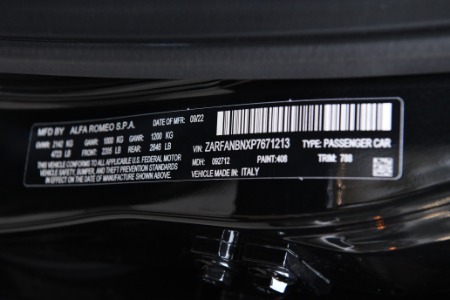 MFD BY: ALFA ROMEO S.P.A. DATE OF MFR: 09/22
GVWR: 2142 KG GAWR: 1000 KG GAWR: 1200 KG
4723 LB FRONT: 2205 LB REAR: 2646 LB
THIS VEHICLE CONFORMS TO ALL APPLICABLE U.S. FEDERAL MOTOR
VEHICLE SAFETY, BUMPER, AND THEFT PREVENTION STANDARDS IN
EFFECT ON THE DATE OF MANUFACTURE SHOWN ABOVE.
VIN: ZARFANBNXP7671213 TYPE: PASSENGER CAR
MDH: 092712 PAINT: 408 TRIM: 788
VEHICLE MADE IN: ITALY